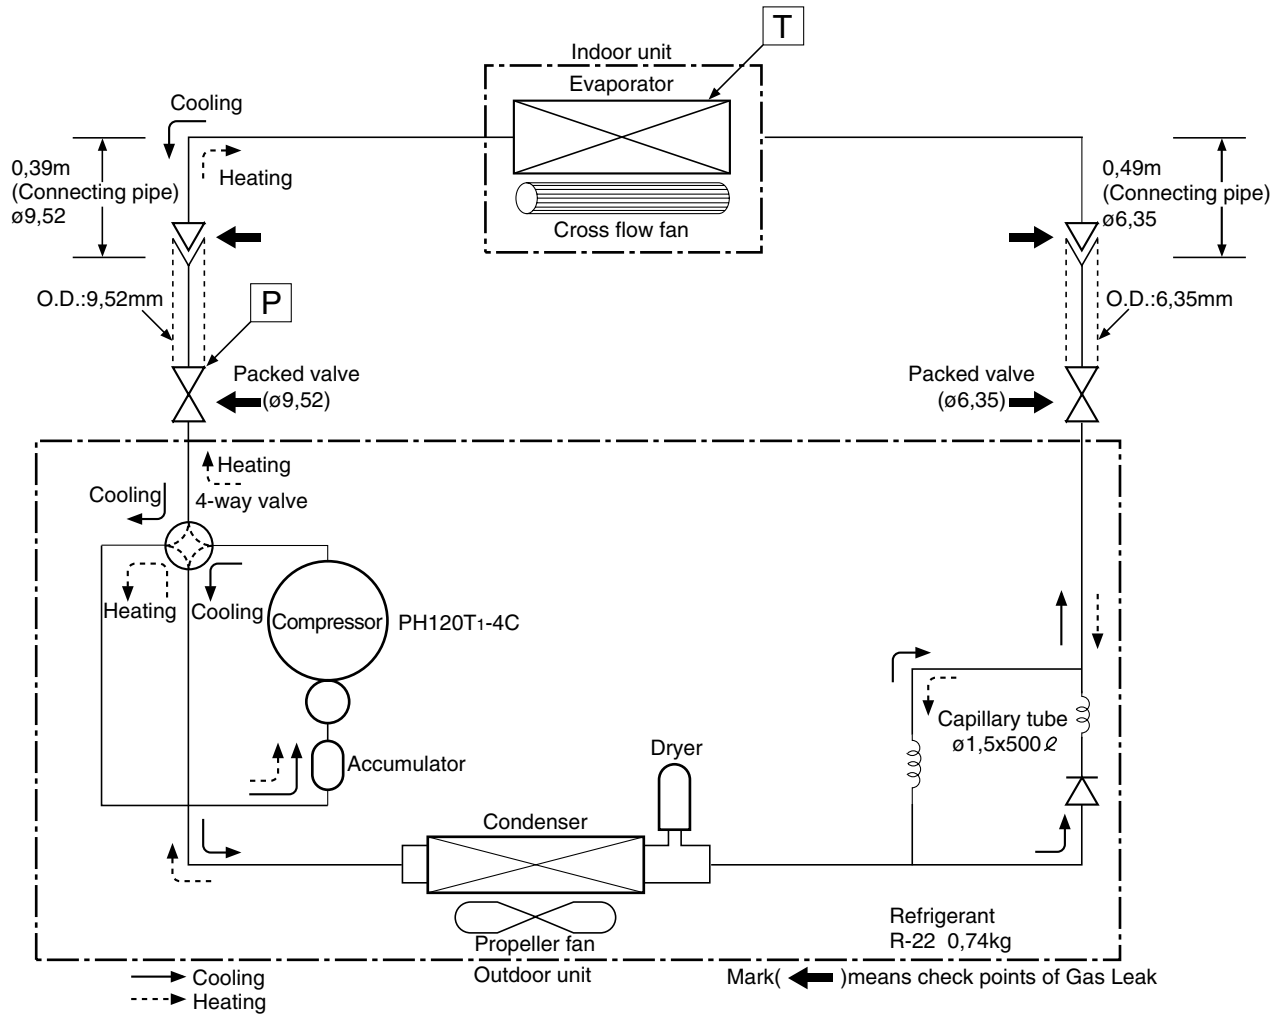 T
Indoor unit
Evaporator
Cooling
0,39m
(Connecting pipe)
ø9,52
Heating
Cross flow fan
0,49m
(Connecting pipe)
ø6,35
O.D.:9,52mm
P
O.D.:6,35mm
Packed valve
(ø9,52)
Packed valve
(ø6,35)
Heating
Cooling
4-way valve
Heating
Cooling
Compressor
PH120T1-4C
Accumulator
Dryer
Capillary tube
ø1,5x500ℓ
Condenser
Propeller fan
Refrigerant
R-22 0,74kg
Outdoor unit
Cooling
Heating
Mark( )means check points of Gas Leak